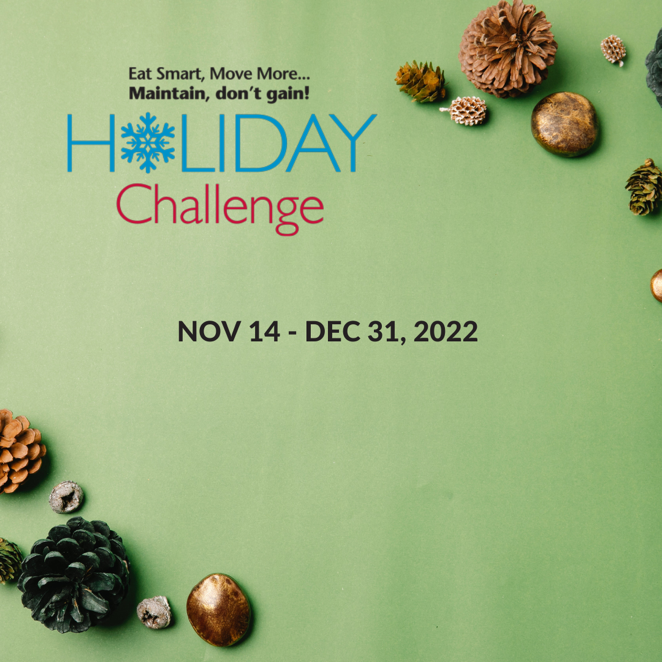 Eat Smart, Move More...
Maintain, don't gain!
HOLIDAY
Challenge
NOV 14 - DEC 31, 2022